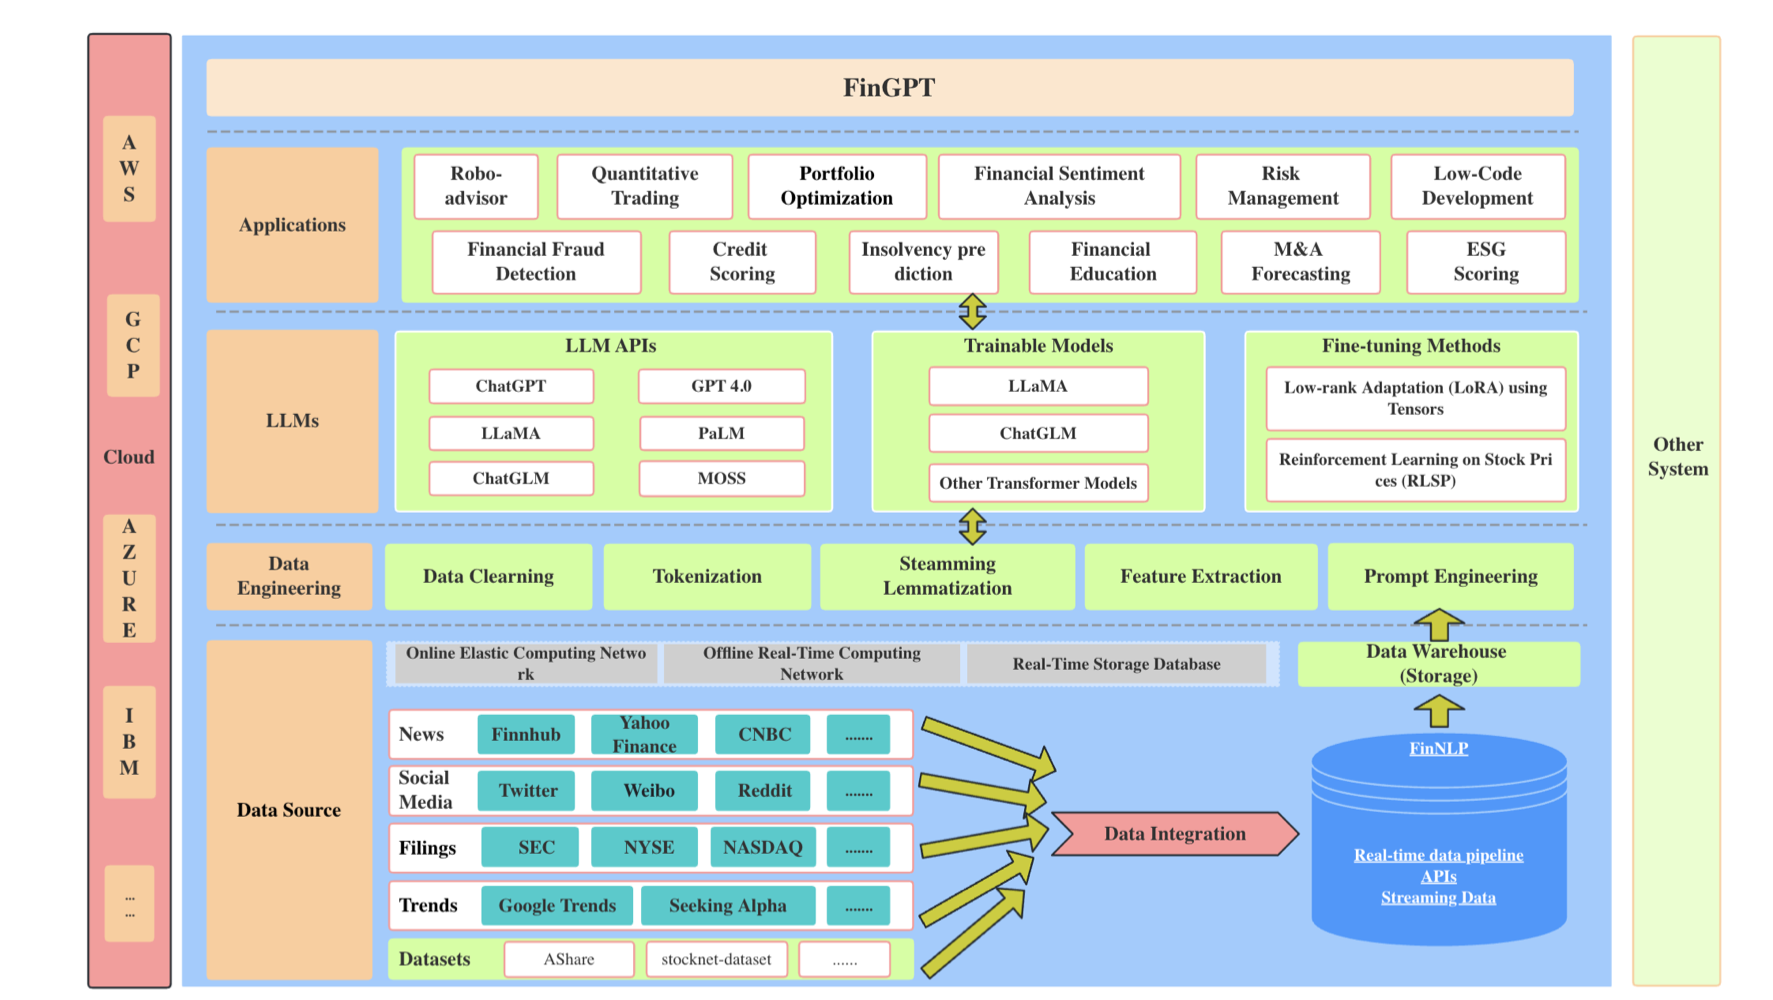 A
W
S
G
C
P
Cloud
A
Z
U
R
E
I
B
M
...
...
FinGPT
Applications
Robo-
advisor
Quantitative
Trading
Portfolio
Optimization
Financial Sentiment
Analysis
Risk
Management
Low-Code
Development
Financial Fraud
Detection
Credit
Scoring
Insolvency pre
diction
Financial
Education
M&A
Forecasting
ESG
Scoring
LLMs
LLM APIs
ChatGPT
GPT 4.0
LLaMA
PaLM
ChatGLM
MOSS
Trainable Models
LLaMA
ChatGLM
Other Transformer Models
Fine-tuning Methods
Low-rank Adaptation (LoRA) using
Tensors
Reinforcement Learning on Stock Pri
ces (RLSP)
Data
Engineering
Data Clearning
Tokenization
Steamming
Lemmatization
Feature Extraction
Prompt Engineering
Data Source
Online Elastic Computing Netwo
rk
Offline Real-Time Computing
Network
Real-Time Storage Database
Data Warehouse
(Storage)
News
Finnhub
Yahoo
Finance
CNBC
.......
Social
Media
Twitter
Weibo
Reddit
.......
Filings
SEC
NYSE
NASDAQ
.......
Trends
Google Trends
Seeking Alpha
.......
Datasets
AShare
stocknet-dataset
......
Data Integration
FinNLP
Real-time data pipeline
APIs
Streaming Data
Other
System